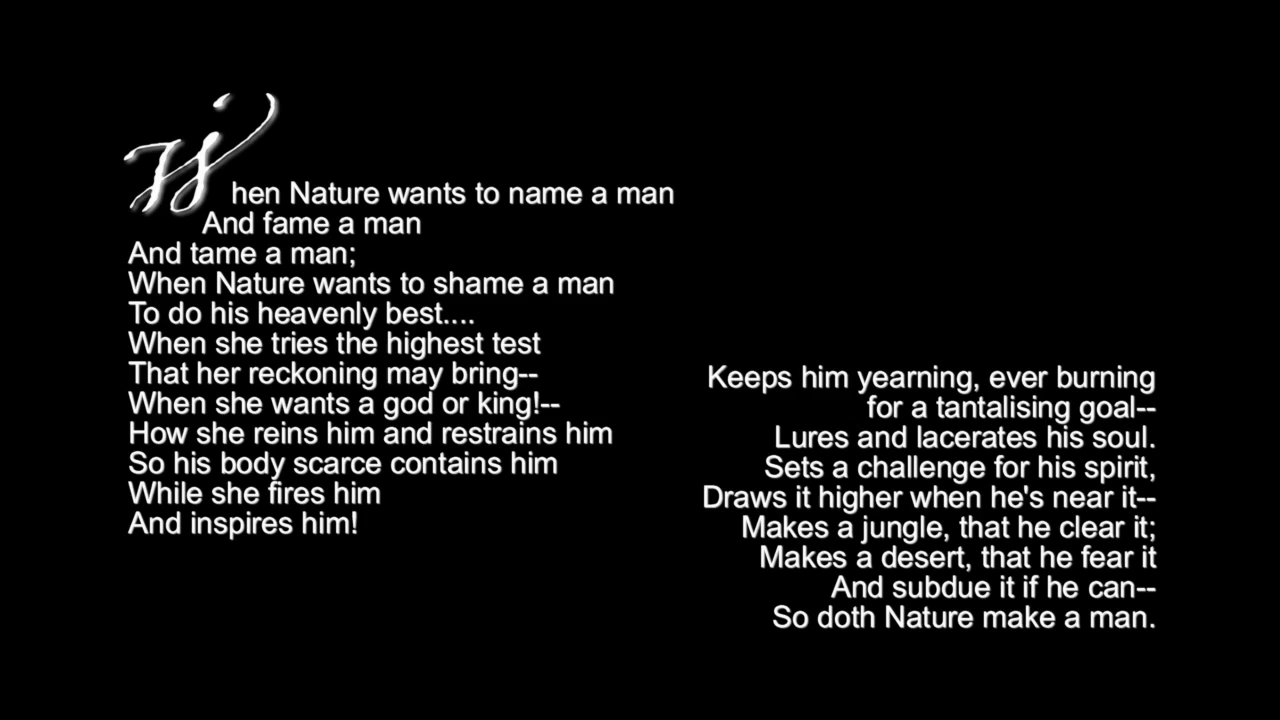 When Nature wants to name a man
And fame a man
And tame a man;
When Nature wants to shame a man
To do his heavenly best....
When she tries the highest test
That her reckoning may bring--
When she wants a god or king!--
How she reins him and restrains him
So his body scarce contains him
While she fires him
And inspires him!
Keeps him yearning, ever burning
for a tantalising goal--
Lures and lacerates his soul.
Sets a challenge for his spirit,
Draws it higher when he's near it--
Makes a jungle, that he clear it;
Makes a desert, that he fear it
And subdue it if he can--
So doth Nature make a man.